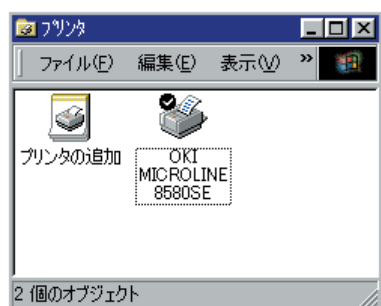 プリンタ
ファイル(F) 編集(E) 表示(V) »
プリンタの追加
OKI
MICROLINE
8580SE
2 個のオブジェクト